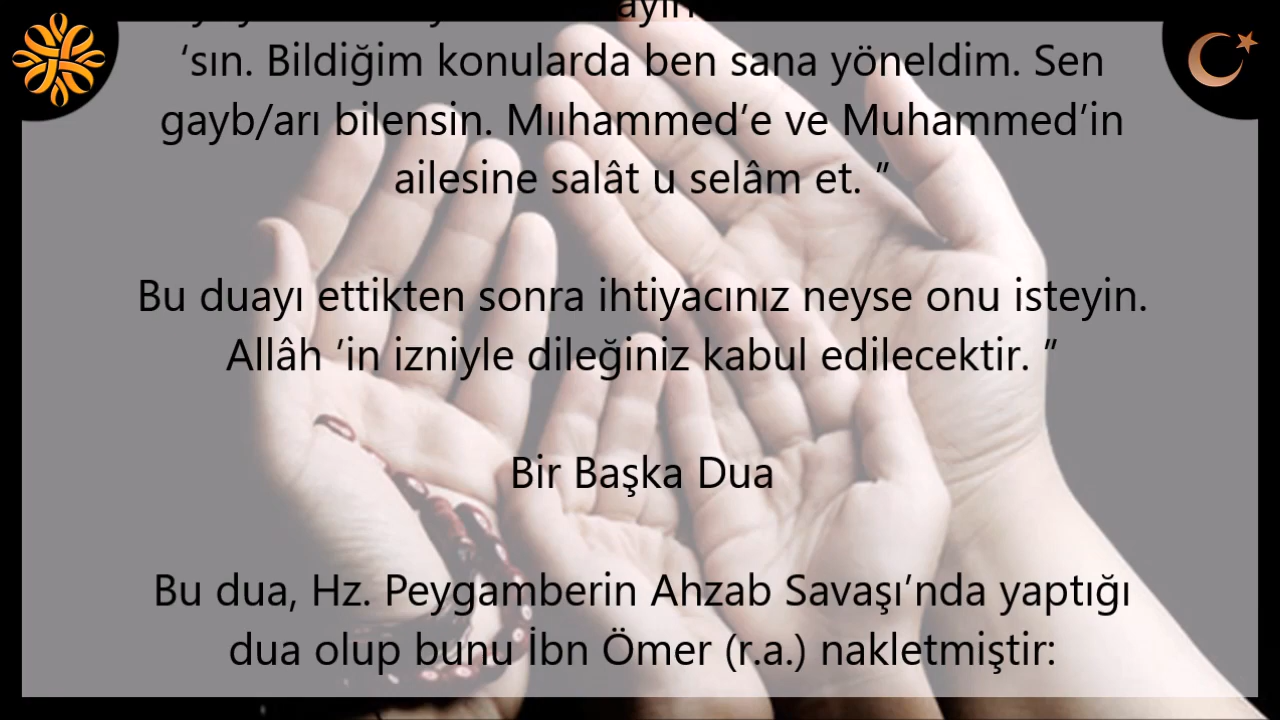 ‘sın. Bildiğim konularda ben sana yöneldim. Sen
gayb/arı bilensin. Mııhammed’e ve Muhammed’in
ailesine salât u selâm et. ”
Bu duayı ettikten sonra ihtiyacınız neyse onu isteyin.
Allâh ’in izniyle dileğiniz kabul edilecektir. ”
Bir Başka Dua
Bu dua, Hz. Peygamberin Ahzab Savaşı’nda yaptığı
dua olup bunu İbn Ömer (r.a.) nakletmiştir: